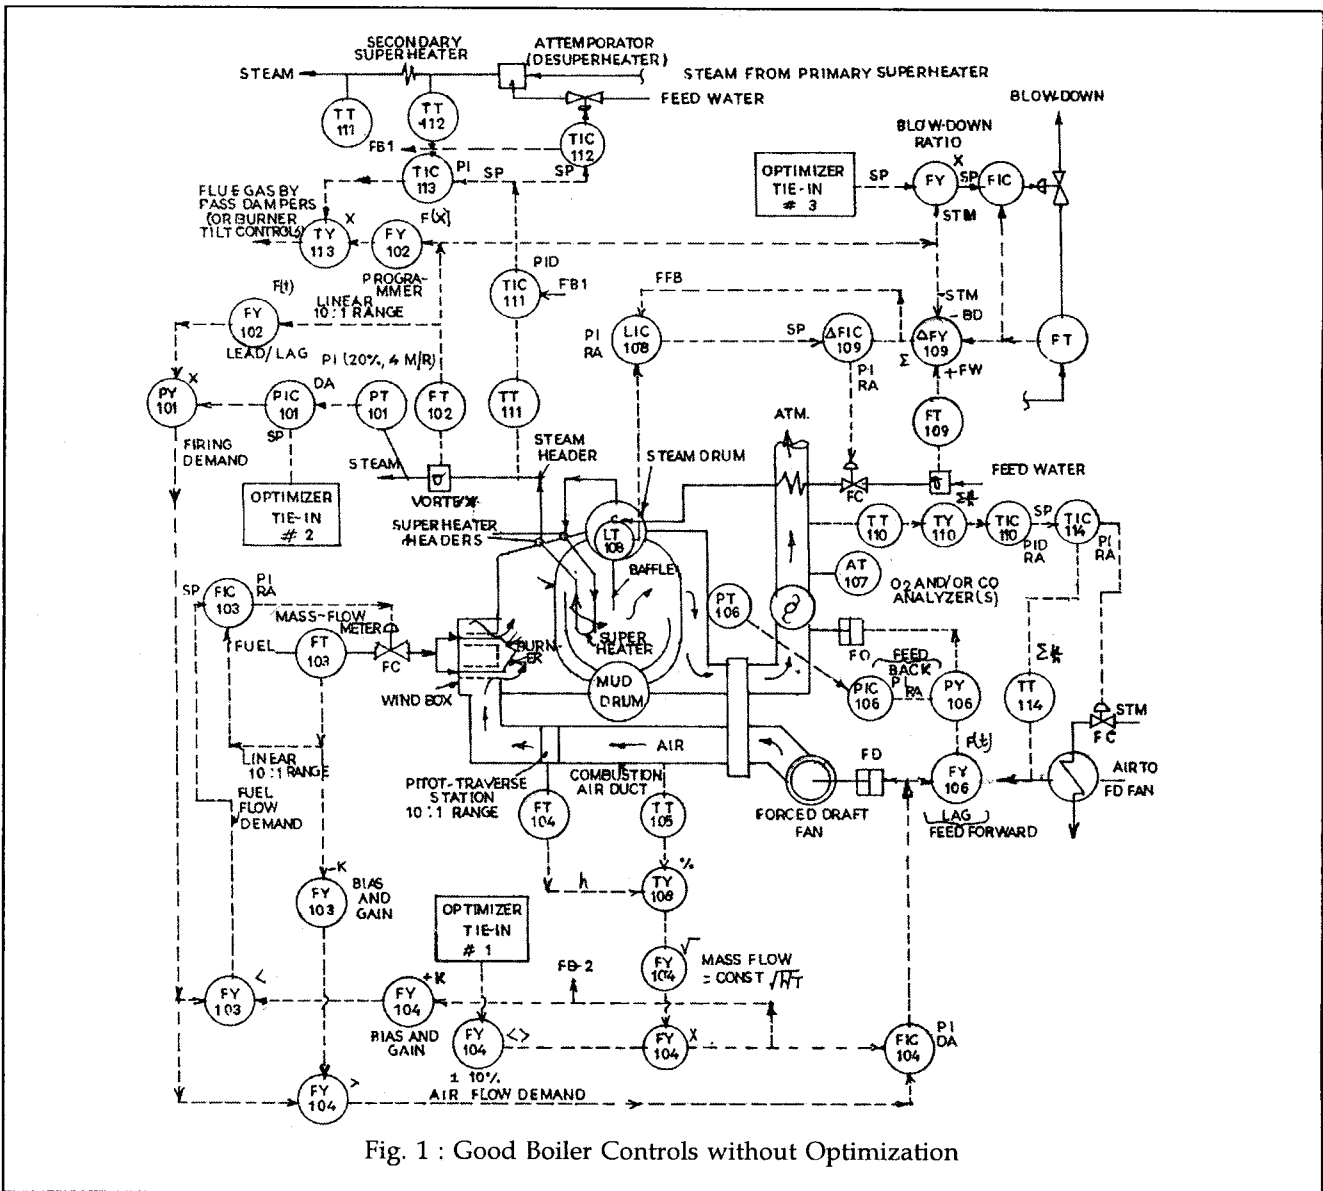 SECONDARY
SUPERHEATER
ATTEMPORATOR
(DESUPERHEATER)
STEAM
STEAM FROM PRIMARY SUPERHEATER
FEED WATER
BLOW-DOWN
TT
111
TT
112
TIC
112
FB1
TIC
113
PI
SP
SP
BLOW-DOWN
RATIO
OPTIMIZER
TIE-IN
# 3
SP
FY
X
SP
FIC
STM
FLUE GAS BY
PASS DAMPERS
(OR BURNER
TILT CONTROLS)
TY
113
X
FY
102
F(X)
PROGRA-
MMER
PID
TIC
111
FB1
F(t)
LINEAR
10:1 RANGE
FY
102
LEAD/LAG
FFB
STM
BD
PI
RA
LIC
108
SP
ΔFIC
109
Σ
ΔFY
109
FT
+FW
PI
RA
PI (20%, 4 M/R)
PY
101
X
PIC
101
DA
SP
PT
101
FT
102
TT
111
FT
109
ATM.
FIRING
DEMAND
STEAM
VORTEX
STEAM
HEADER
STEAM DRUM
FEED WATER
FC
OPTIMIZER
TIE-IN
# 2
SUPERHEATER
HEADERS
C
LT
108
BAFFLE
TT
110
TY
110
TIC
110
SP
PID
RA
TIC
114
PI
RA
AT
107
O2 AND/OR CO
ANALYZER(S)
PT
106
SP
FIC
103
PI
RA
MASS-FLOW
METER
FUEL
FT
103
FC
BURN-
ER
SUPER
HEATER
MUD
DRUM
WIND BOX
FEED
BACK
PI
RA
PIC
106
PY
106
TT
114
STM
FC
LINEAR
10:1 RANGE
FUEL
FLOW
DEMAND
AIR
PITOT-TRAVERSE
STATION
10:1 RANGE
COMBUSTION
AIR DUCT
FT
104
TT
105
FORCED DRAFT
FAN
FD
F(t)
FY
106
LAG
FEED FORWARD
AIR TO
FD FAN
-K
FY
103
BIAS
AND
GAIN
OPTIMIZER
TIE-IN
# 1
h
%
TY
108
FY
104
√
MASS FLOW
= CONST
FY
103
<
FY
104
+K
BIAS AND
GAIN
FB-2
FY
104
<>
± 10%
FY
104
X
FIC
104
PI
DA
FY
104
>
AIR FLOW DEMAND
Fig. 1 : Good Boiler Controls without Optimization